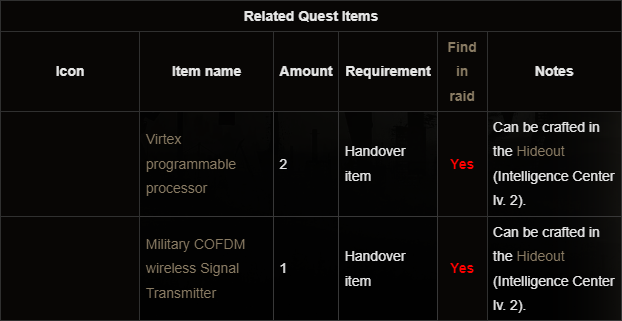 Related Quest Items
Icon
Item name
Amount
Requirement
Find
in
raid
Notes
Virtex
programmable
processor
2
Handover
item
Yes
Can be crafted in
the Hideout
(Intelligence Center
lv. 2).
Military COFDM
wireless Signal
Transmitter
1
Handover
item
Yes
Can be crafted in
the Hideout
(Intelligence Center
lv. 2).